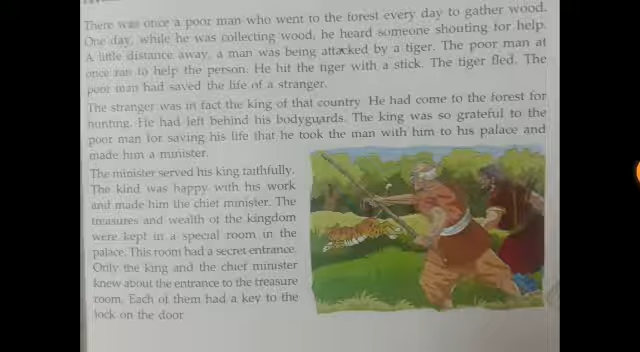 There was once a poor man who went to the forest every day to gather wood.
One day, while he was collecting wood, he heard someone shouting for help.
A little distance away, a man was being attacked by a tiger. The poor man at
once ran to help the person. He hit the tiger with a stick. The tiger fled. The
poor man had saved the life of a stranger.
The stranger was in fact the king of that country. He had come to the forest for
hunting. He had left behind his bodyguards. The king was so grateful to the
poor man for saving his life that he took the man with him to his palace and
made him a minister.
The minister served his king faithfully.
The kind was happy with his work
and made him the chief minister. The
treasures and wealth of the kingdom
were kept in a special room in the
palace. This room had a secret entrance.
Only the king and the chief minister
knew about the entrance to the treasure
room. Each of them had a key to the
lock on the door